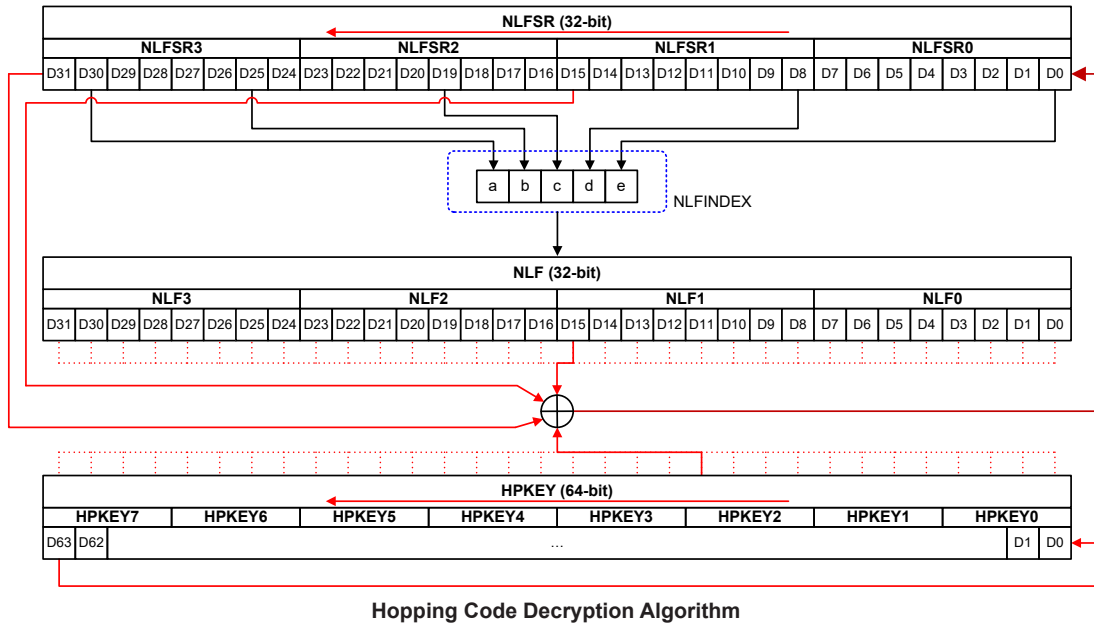 NLFSR (32-bit)
NLFSR3 NLFSR2 NLFSR1 NLFSR0
D31 D30 D29 D28 D27 D26 D25 D24 D23 D22 D21 D20 D19 D18 D17 D16 D15 D14 D13 D12 D11 D10 D9 D8 D7 D6 D5 D4 D3 D2 D1 D0
a b c d e
NLFINDEX
NLF (32-bit)
NLF3 NLF2 NLF1 NLF0
D31 D30 D29 D28 D27 D26 D25 D24 D23 D22 D21 D20 D19 D18 D17 D16 D15 D14 D13 D12 D11 D10 D9 D8 D7 D6 D5 D4 D3 D2 D1 D0
HPKEY (64-bit)
HPKEY7 HPKEY6 HPKEY5 HPKEY4 HPKEY3 HPKEY2 HPKEY1 HPKEY0
D63 D62 ... D1 D0
Hopping Code Decryption Algorithm